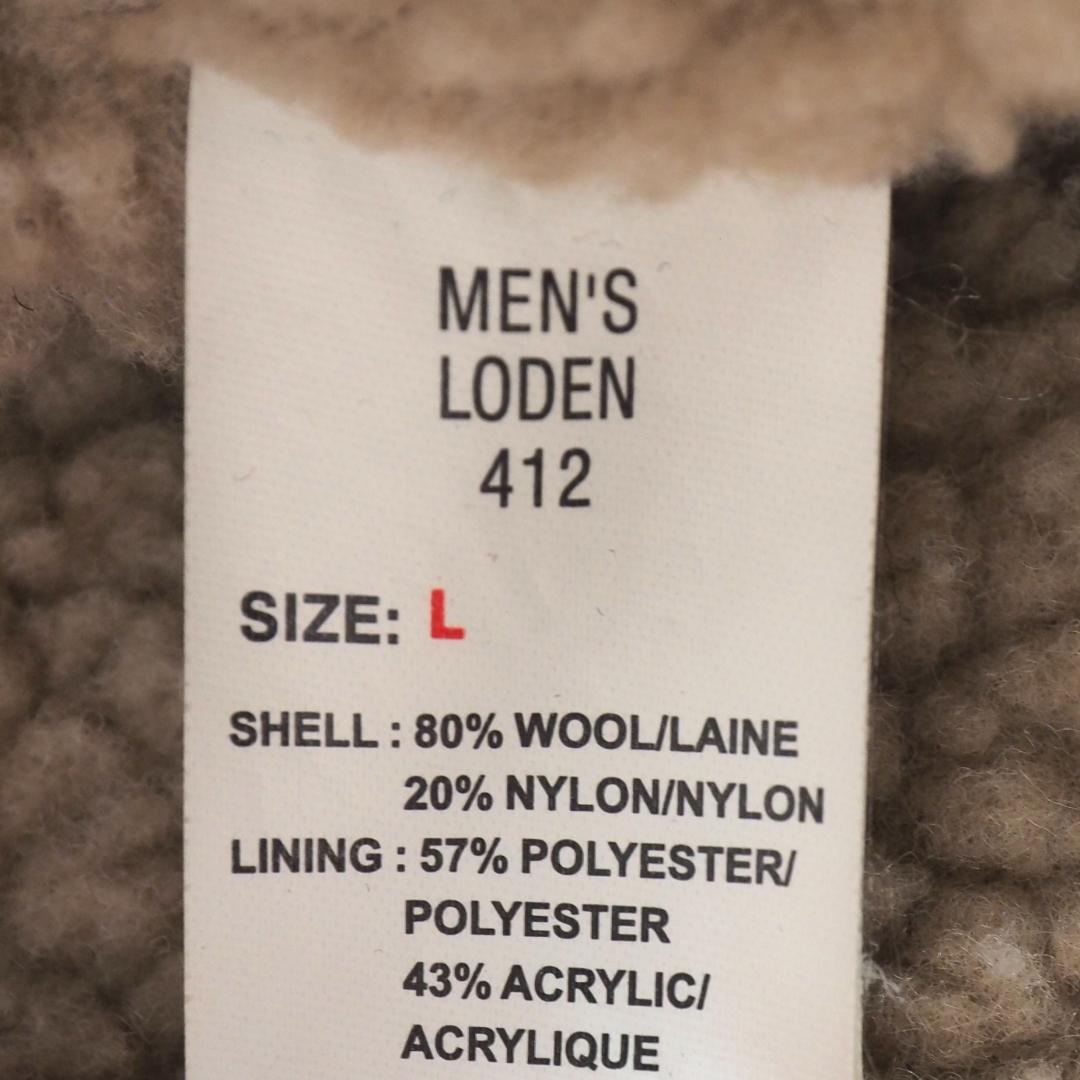 MEN'S
LODEN
412
SIZE: L
SHELL : 80% WOOL/LAINE
20% NYLON/NYLON
LINING : 57% POLYESTER/
POLYESTER
43% ACRYLIC/
ACRYLIQUE